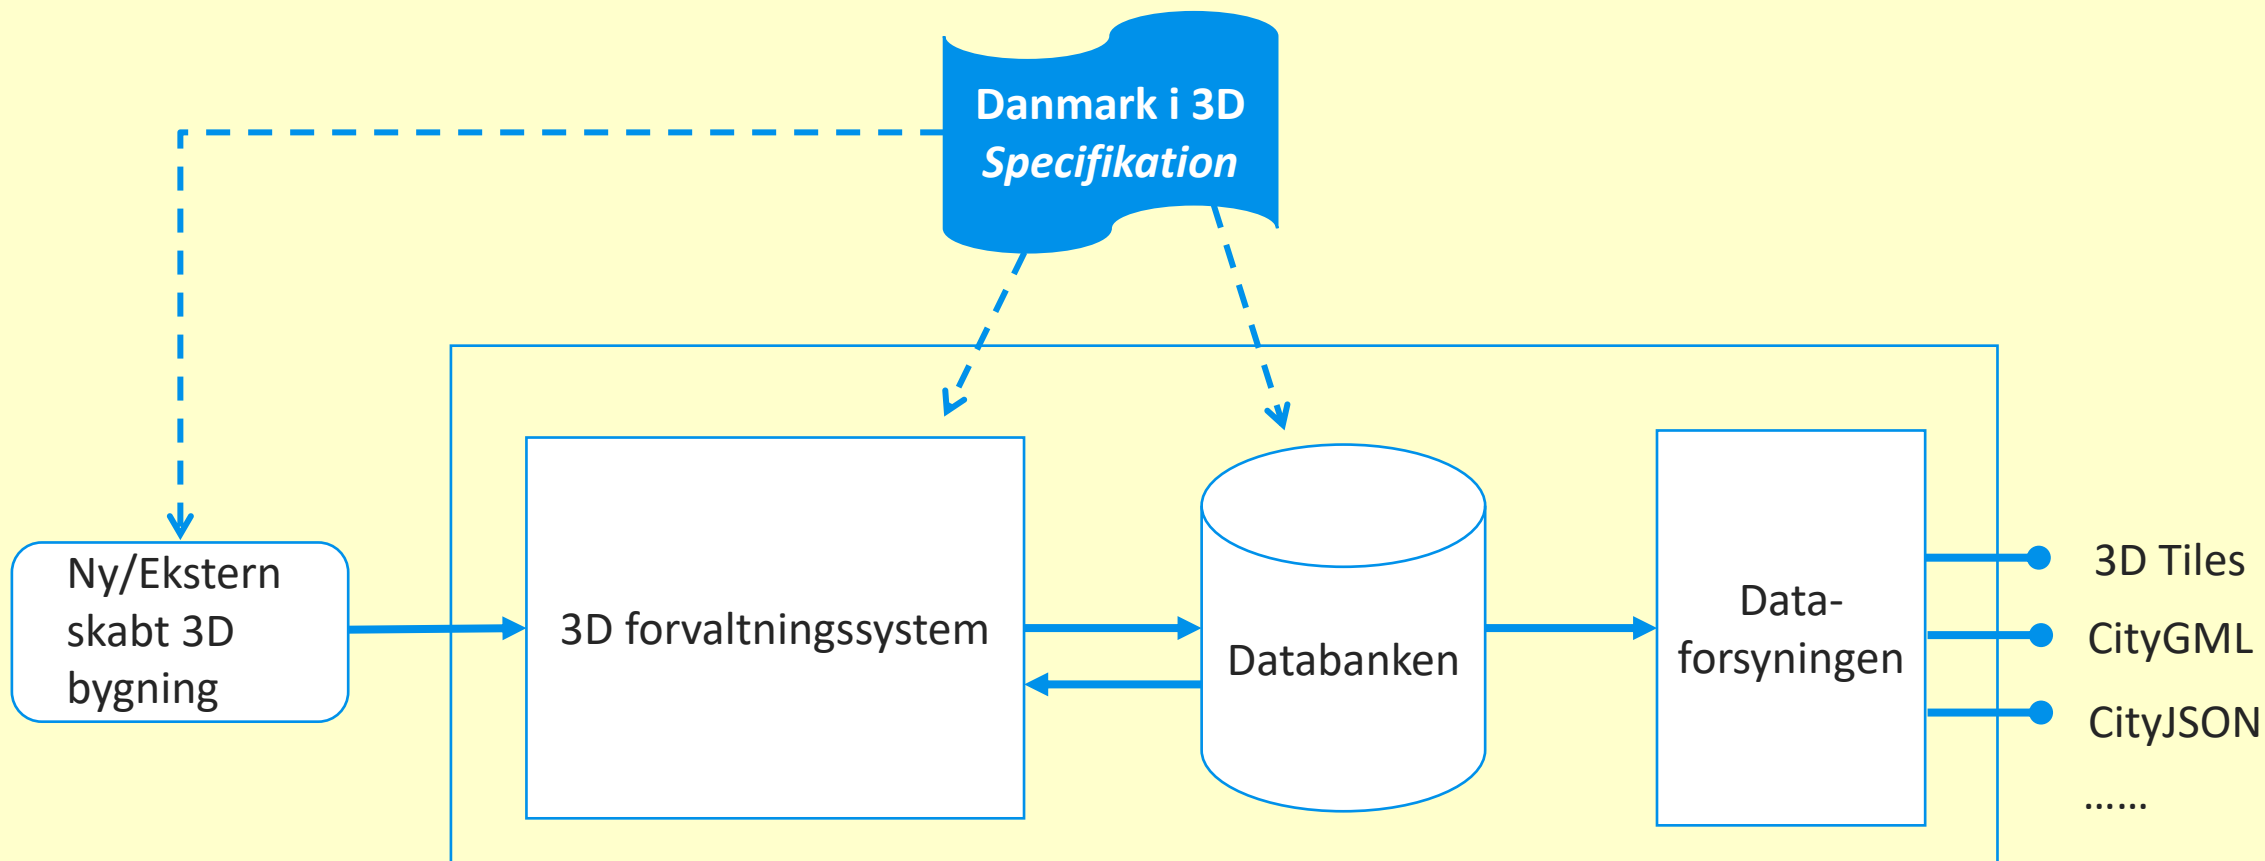 Danmark i 3D
Specifikation
Ny/Ekstern
skabt 3D
bygning
3D forvaltningssystem
Databanken
Data-
forsyningen
3D Tiles
CityGML
CityJSON
……